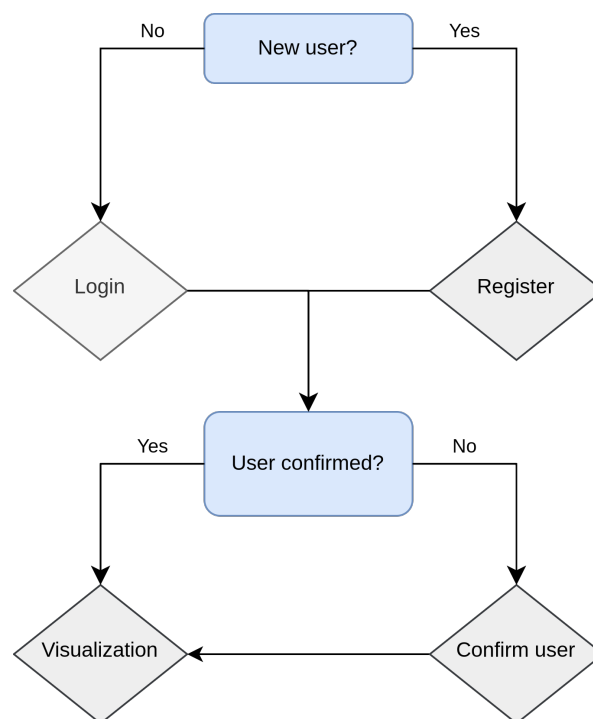 No
New user?
Yes
Login
Register
Yes
User confirmed?
No
Visualization
Confirm user